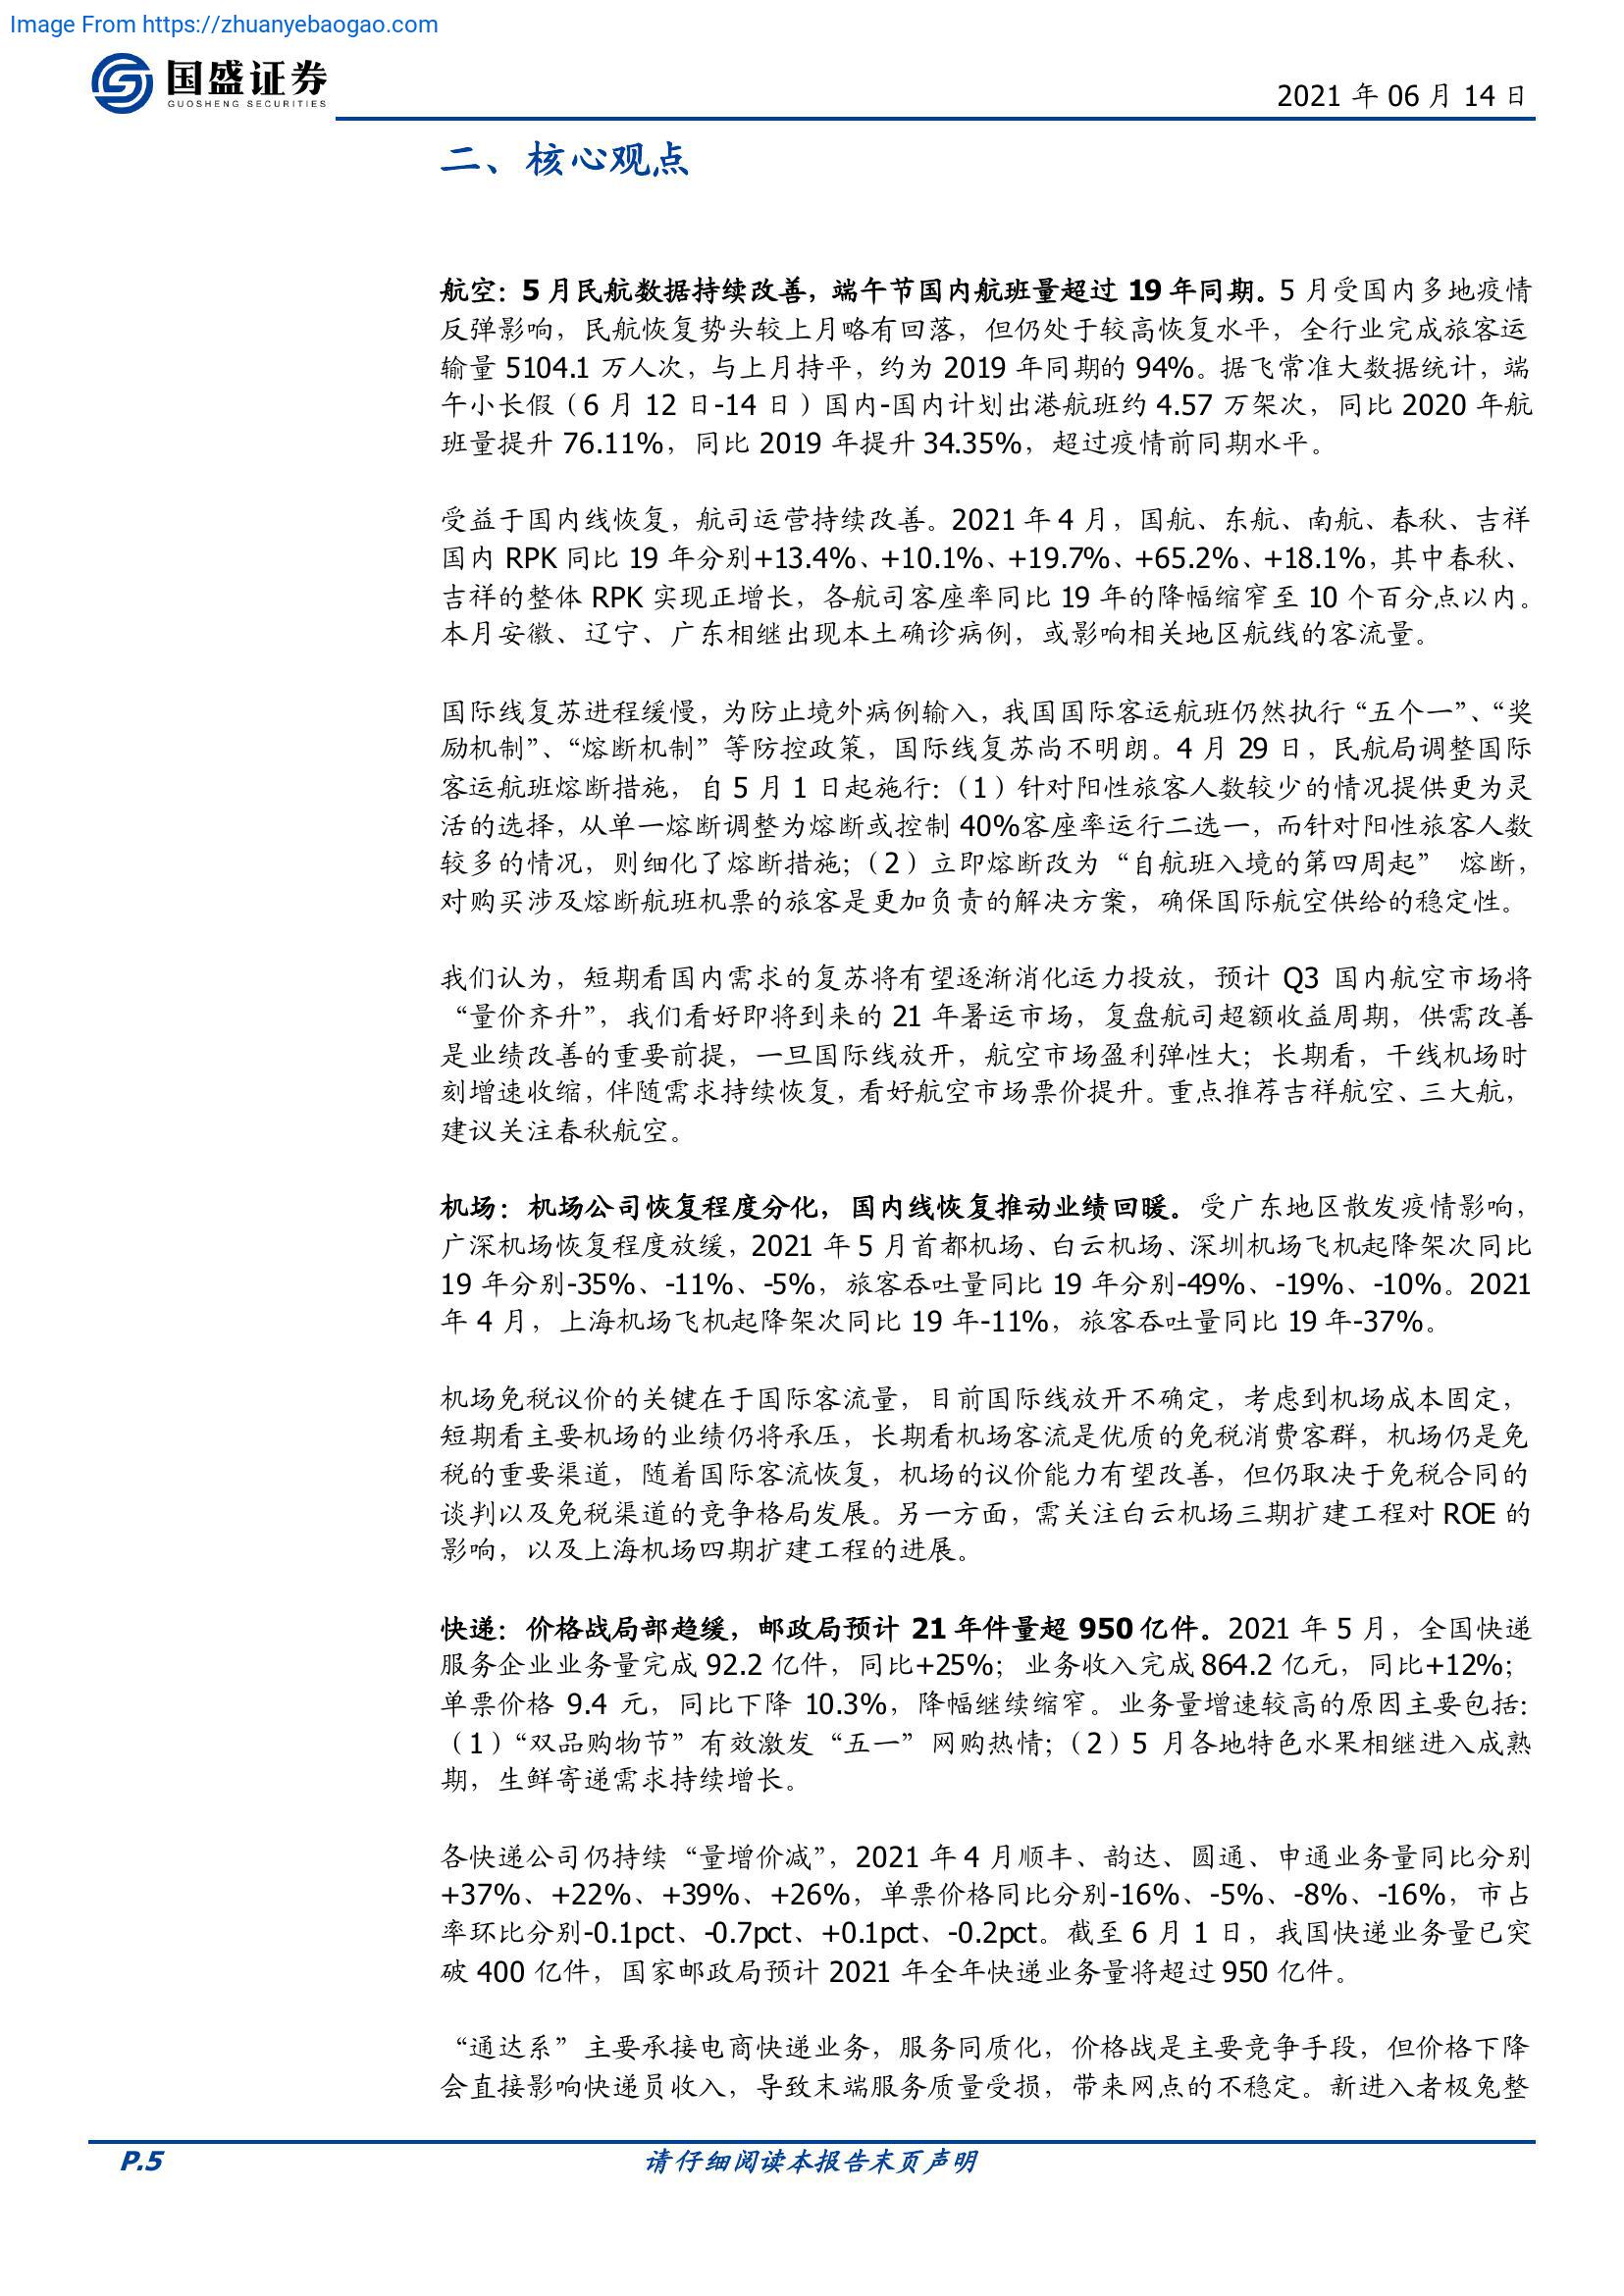 Image From https://zhuanyebaogao.com
国盛证券
GUOSHENG SECURITIES
2021 年 06 月 14 日
二、核心观点
航空：5 月民航数据持续改善，端午节国内航班量超过 19 年同期。5 月受国内多地疫情
反弹影响，民航恢复势头较上月略有回落，但仍处于较高恢复水平，全行业完成旅客运
输量 5104.1 万人次，与上月持平，约为 2019 年同期的 94%。据飞常准大数据统计，端
午小长假（6 月 12 日-14 日）国内-国内计划出港航班约 4.57 万架次，同比 2020 年航
班量提升 76.11%，同比 2019 年提升 34.35%，超过疫情前同期水平。
受益于国内线恢复，航司运营持续改善。2021 年 4 月，国航、东航、南航、春秋、吉祥
国内 RPK 同比 19 年分别+13.4%、+10.1%、+19.7%、+65.2%、+18.1%，其中春秋、
吉祥的整体 RPK 实现正增长，各航司客座率同比 19 年的降幅缩窄至 10 个百分点以内。
本月安徽、辽宁、广东相继出现本土确诊病例，或影响相关地区航线的客流量。
国际线复苏进程缓慢，为防止境外病例输入，我国国际客运航班仍然执行“五个一”、“奖
励机制”、“熔断机制”等防控政策，国际线复苏尚不明朗。4 月 29 日，民航局调整国际
客运航班熔断措施，自 5 月 1 日起施行：（1）针对阳性旅客人数较少的情况提供更为灵
活的选择，从单一熔断调整为熔断或控制 40%客座率运行二选一，而针对阳性旅客人数
较多的情况，则细化了熔断措施；（2）立即熔断改为“自航班入境的第四周起” 熔断，
对购买涉及熔断航班机票的旅客是更加负责的解决方案，确保国际航空供给的稳定性。
我们认为，短期看国内需求的复苏将有望逐渐消化运力投放，预计 Q3 国内航空市场将
“量价齐升”，我们看好即将到来的 21 年暑运市场，复盘航司超额收益周期，供需改善
是业绩改善的重要前提，一旦国际线放开，航空市场盈利弹性大；长期看，干线机场时
刻增速收缩，伴随需求持续恢复，看好航空市场票价提升。重点推荐吉祥航空、三大航，
建议关注春秋航空。
机场：机场公司恢复程度分化，国内线恢复推动业绩回暖。受广东地区散发疫情影响，
广深机场恢复程度放缓，2021 年 5 月首都机场、白云机场、深圳机场飞机起降架次同比
19 年分别-35%、-11%、-5%，旅客吞吐量同比 19 年分别-49%、-19%、-10%。2021
年 4 月，上海机场飞机起降架次同比 19 年-11%，旅客吞吐量同比 19 年-37%。
机场免税议价的关键在于国际客流量，目前国际线放开不确定，考虑到机场成本固定，
短期看主要机场的业绩仍将承压，长期看机场客流是优质的免税消费客群，机场仍是免
税的重要渠道，随着国际客流恢复，机场的议价能力有望改善，但仍取决于免税合同的
谈判以及免税渠道的竞争格局发展。另一方面，需关注白云机场三期扩建工程对 ROE 的
影响，以及上海机场四期扩建工程的进展。
快递：价格战局部趋缓，邮政局预计 21 年件量超 950 亿件。2021 年 5 月，全国快递
服务企业业务量完成 92.2 亿件，同比+25%；业务收入完成 864.2 亿元，同比+12%；
单票价格 9.4 元，同比下降 10.3%，降幅继续缩窄。业务量增速较高的原因主要包括：
（1）“双品购物节”有效激发“五一”网购热情；（2）5 月各地特色水果相继进入成熟
期，生鲜寄递需求持续增长。
各快递公司仍持续“量增价减”，2021 年 4 月顺丰、韵达、圆通、申通业务量同比分别
+37%、+22%、+39%、+26%，单票价格同比分别-16%、-5%、-8%、-16%，市占
率环比分别-0.1pct、-0.7pct、+0.1pct、-0.2pct。截至 6 月 1 日，我国快递业务量已突
破 400 亿件，国家邮政局预计 2021 年全年快递业务量将超过 950 亿件。
“通达系”主要承接电商快递业务，服务同质化，价格战是主要竞争手段，但价格下降
会直接影响快递员收入，导致末端服务质量受损，带来网点的不稳定。新进入者极兔整
P.5
请仔细阅读本报告末页声明